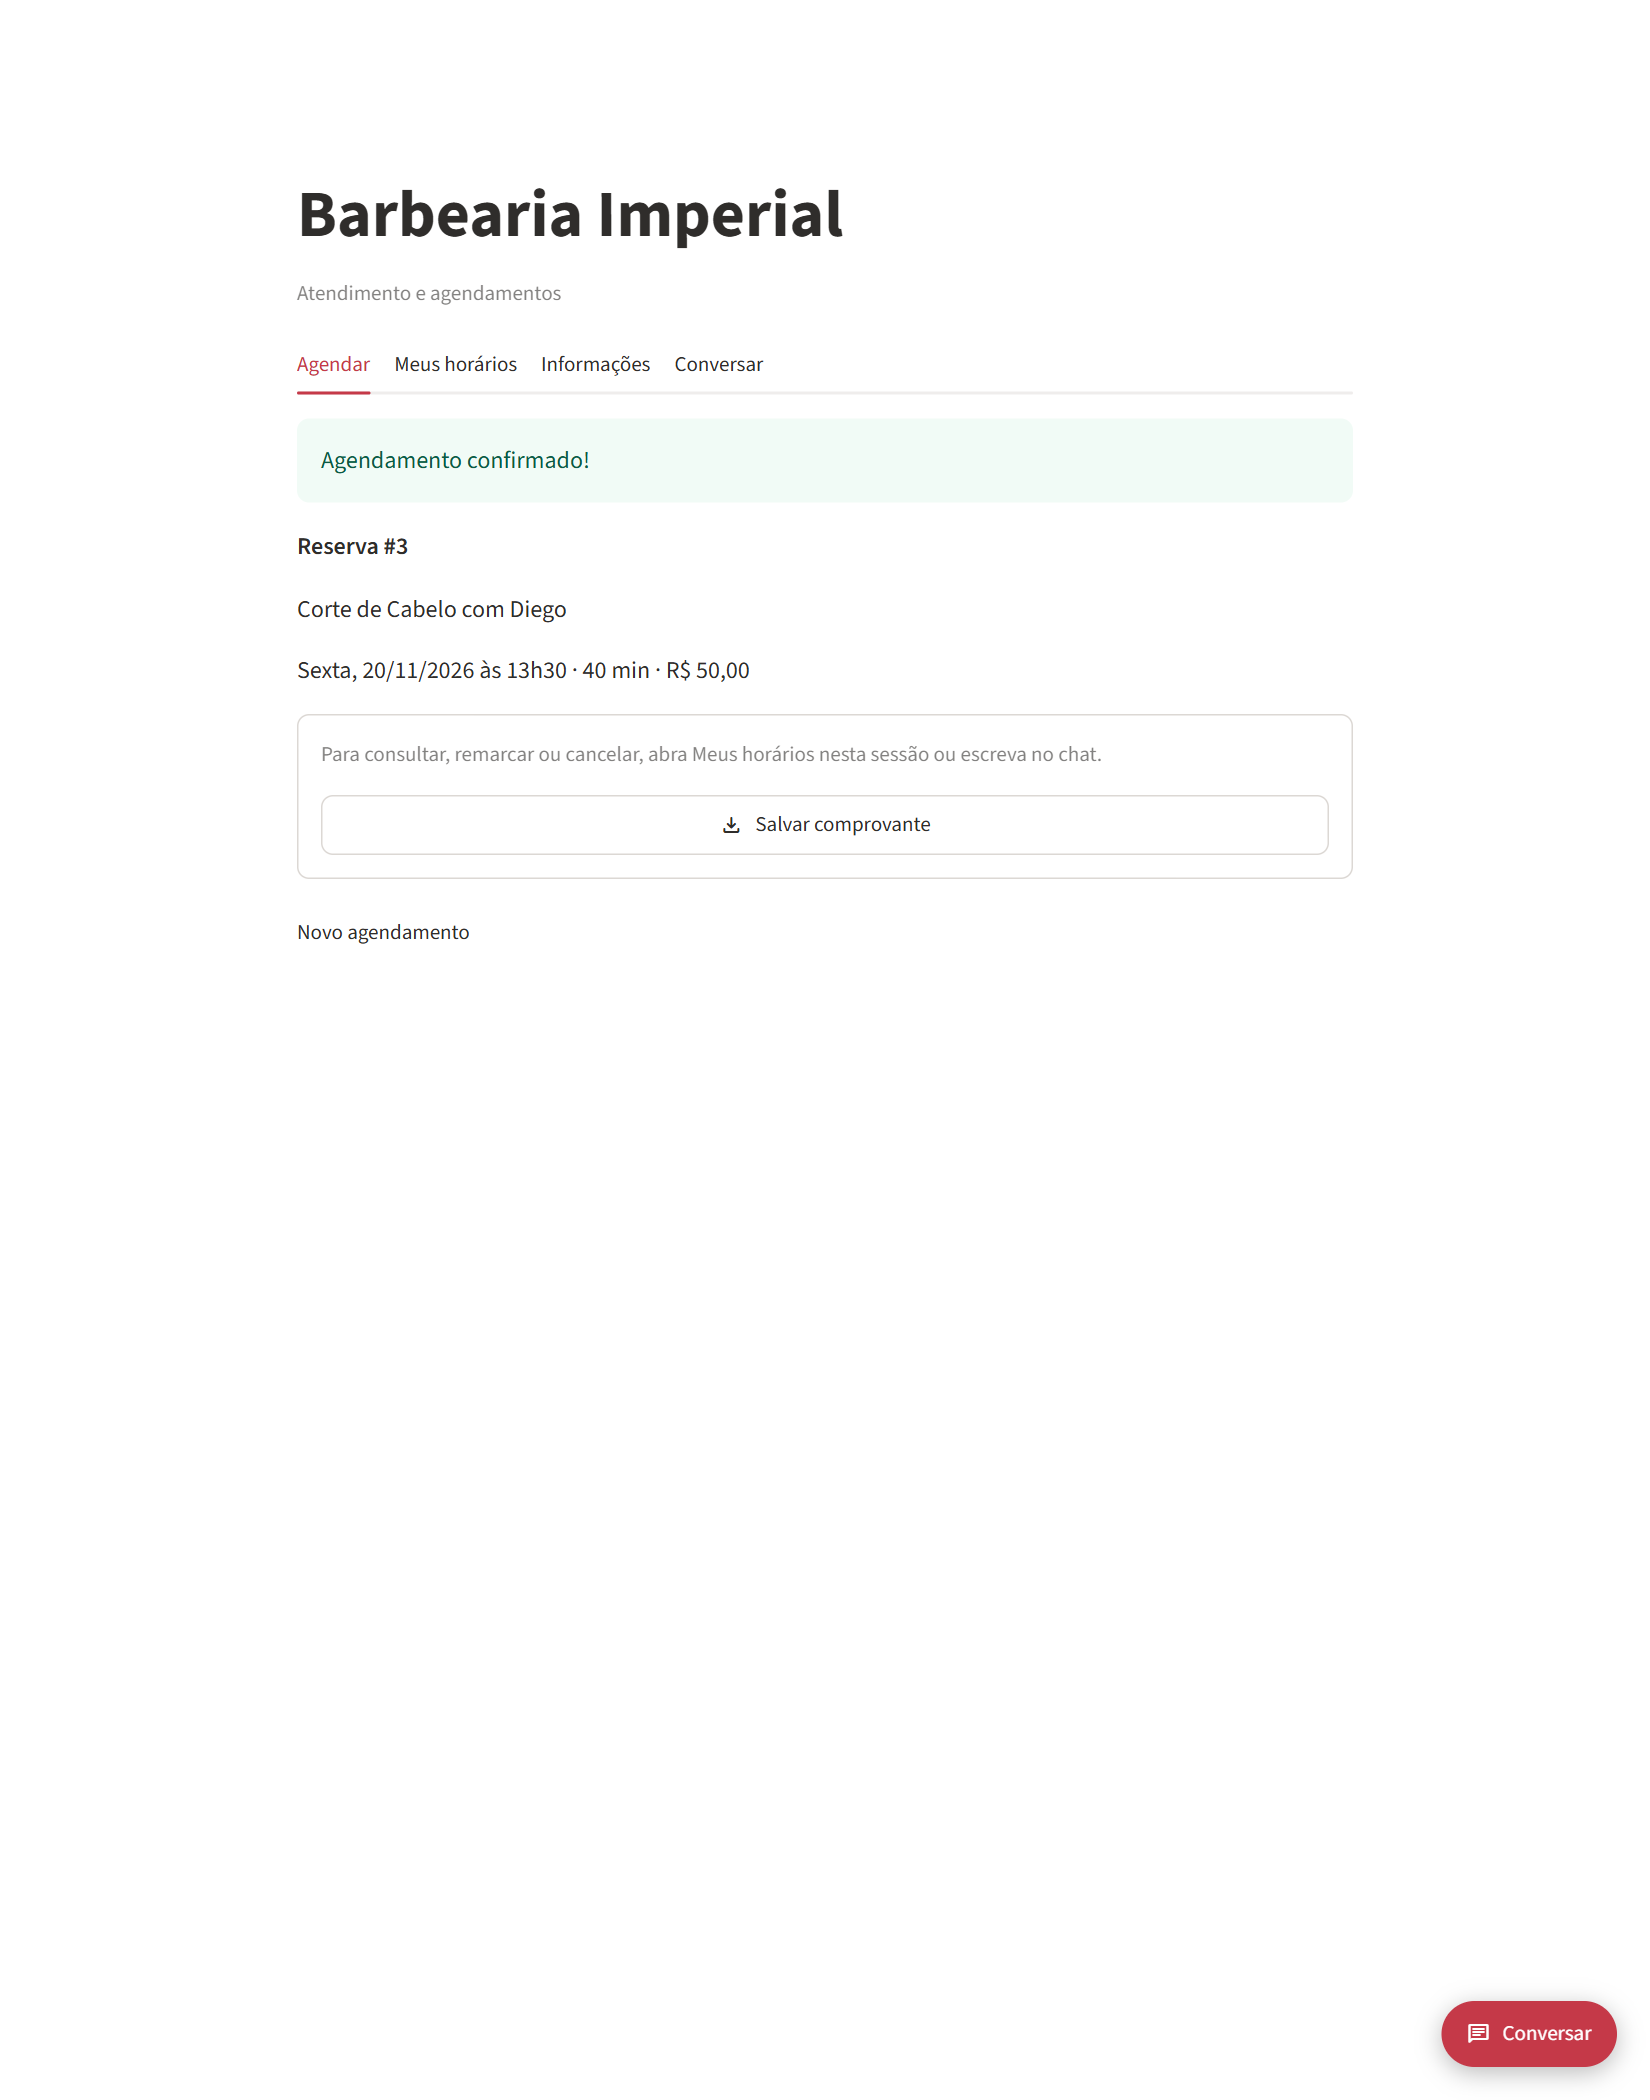 Barbearia Imperial
Atendimento e agendamentos
Agendar Meus horários Informações Conversar
Agendamento confirmado!
Reserva #3
Corte de Cabelo com Diego
Sexta, 20/11/2026 às 13h30 · 40 min · R$ 50,00
Para consultar, remarcar ou cancelar, abra Meus horários nesta sessão ou escreva no chat.
Salvar comprovante
Novo agendamento
Conversar